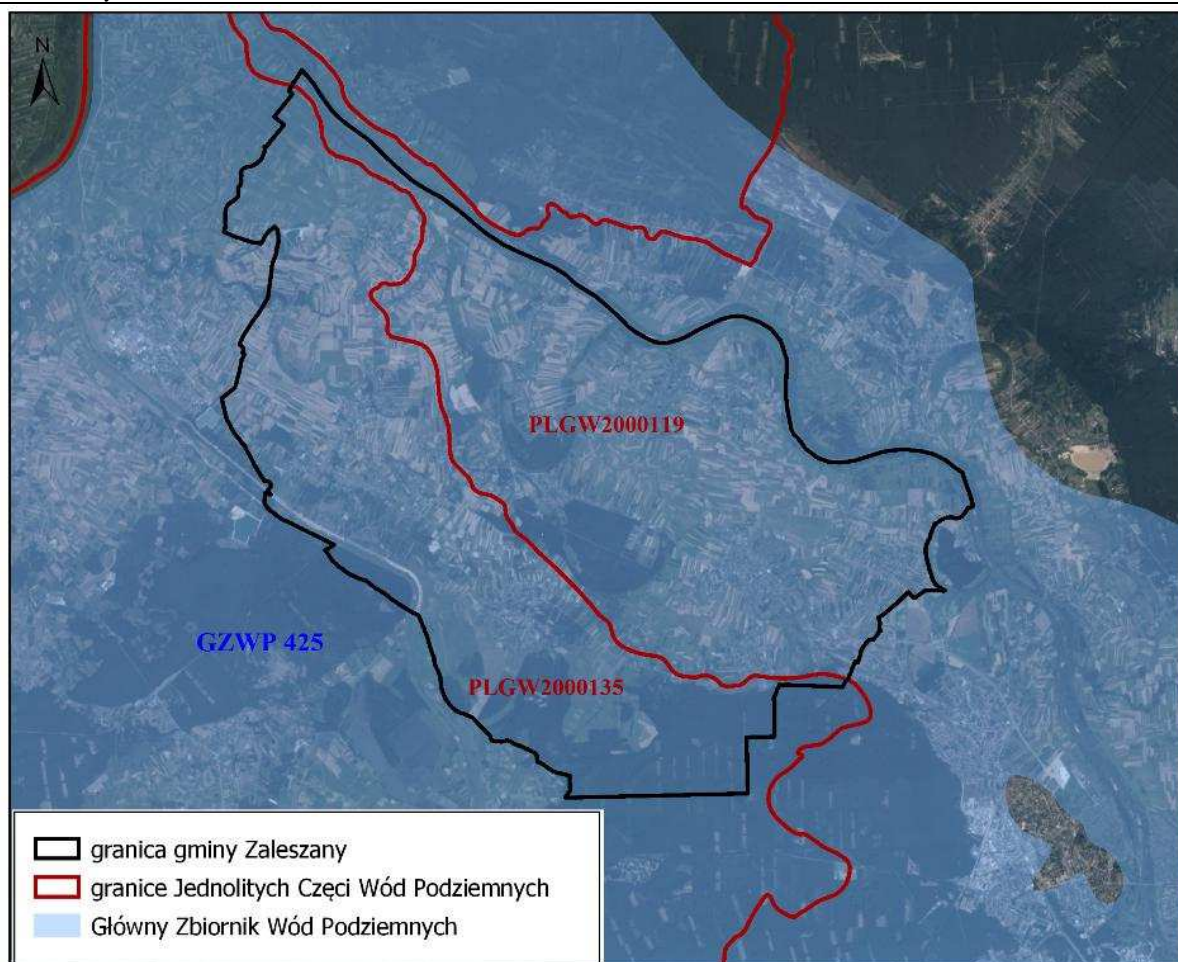 N
PLGW2000119
GZWP 425
PLGW2000135
granica gminy Zaleszany
granice Jednolitych Częci Wód Podziemnych
Główny Zbiornik Wód Podziemnych